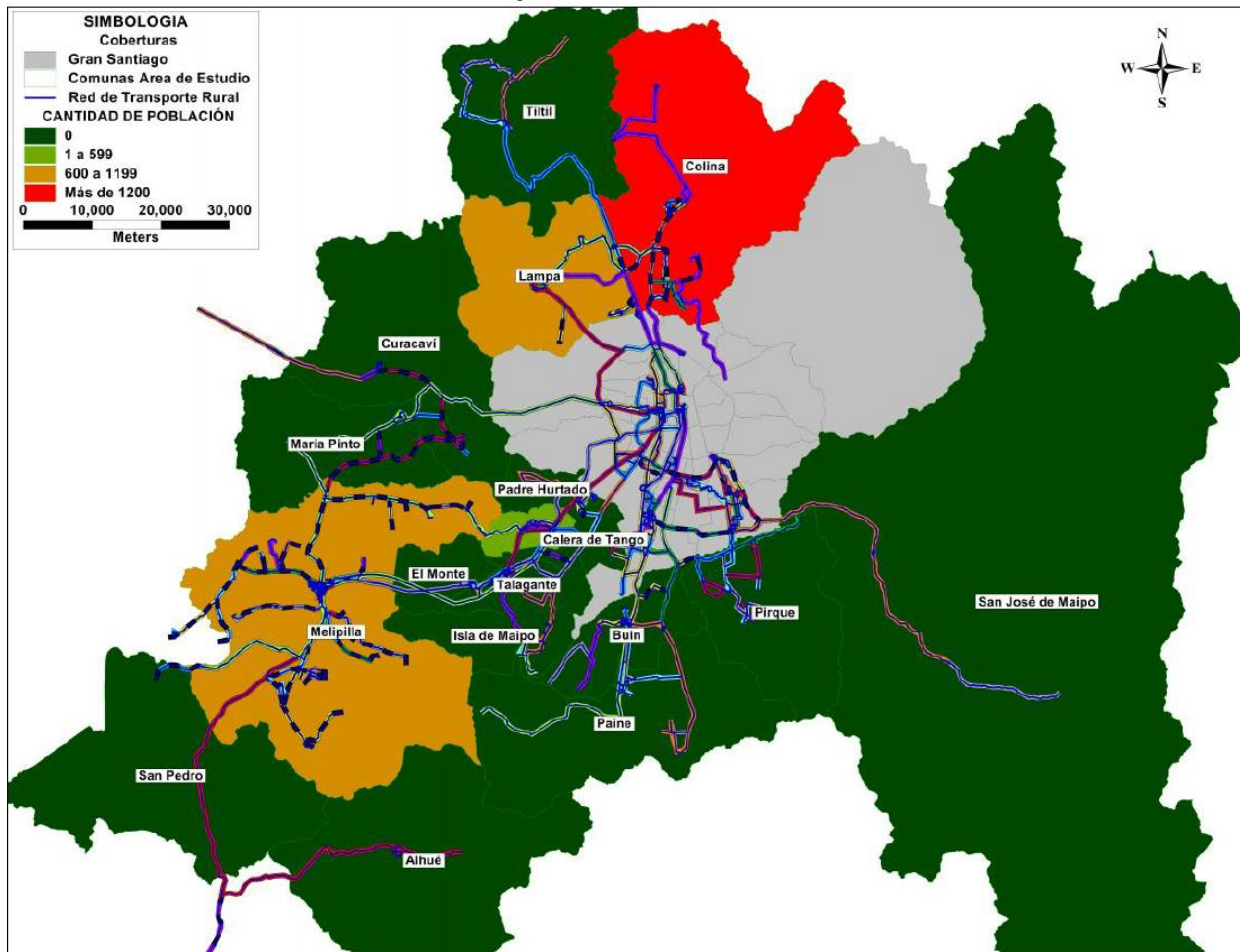 SIMBOLOGIA
Coberturas
Gran Santiago
Comunas Area de Estudio
Red de Transporte Rural
CANTIDAD DE POBLACIÓN
0
1 a 599
600 a 1199
Más de 1200
0 10,000 20,000 30,000
Meters
N
W E
S
Tiltil
Colina
Lampa
Curacaví
María Pinto
Padre Hurtado
Calera de Tango
El Monte
Talagante
San José de Maipo
Pirque
Melipilla
Isla de Maipo
Buin
Paine
San Pedro
Alhué